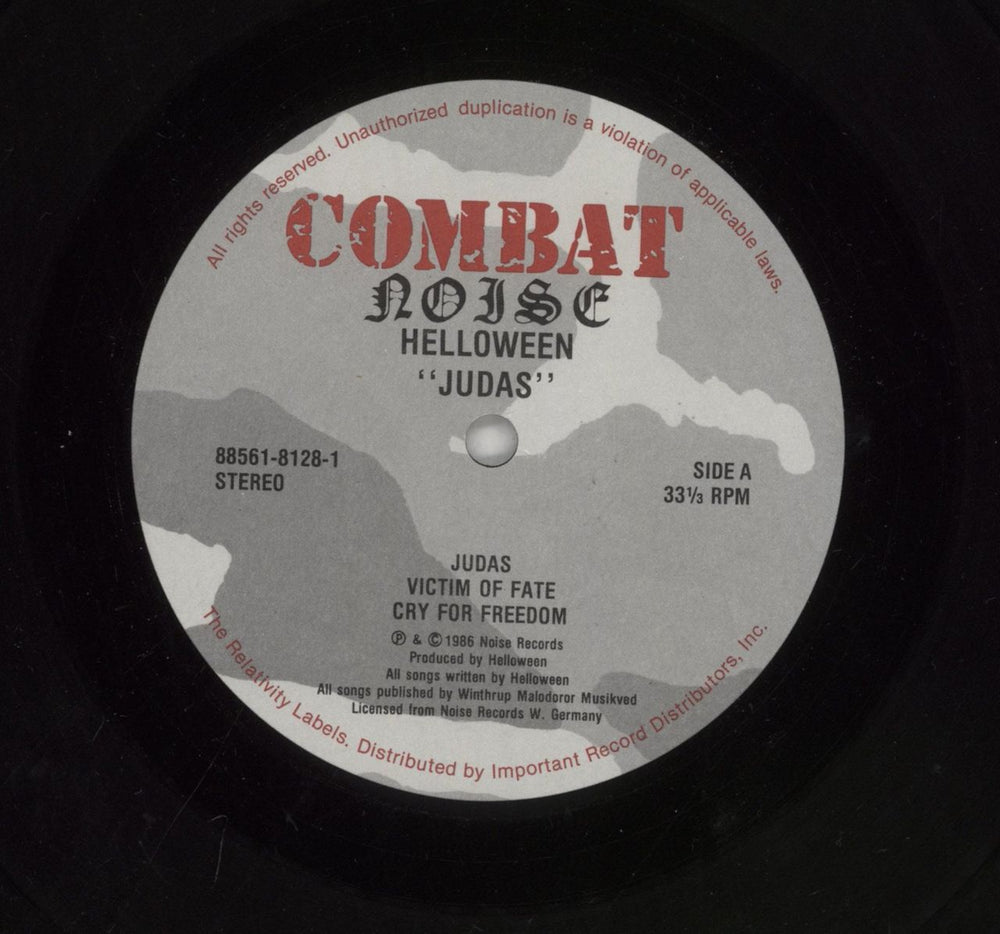 All rights reserved. Unauthorized duplication is a violation of applicable laws.
COMBAT
NOISE
HELLOWEEN
“JUDAS”
88561-8128-1
STEREO
SIDE A
33⅓ RPM
JUDAS
VICTIM OF FATE
CRY FOR FREEDOM
Ⓟ & © 1986 Noise Records
Produced by Helloween
All songs written by Helloween
All songs published by Winthrup Malodoror Musikved
Licensed from Noise Records W. Germany
The Relativity Labels. Distributed by Important Record Distributors, Inc.